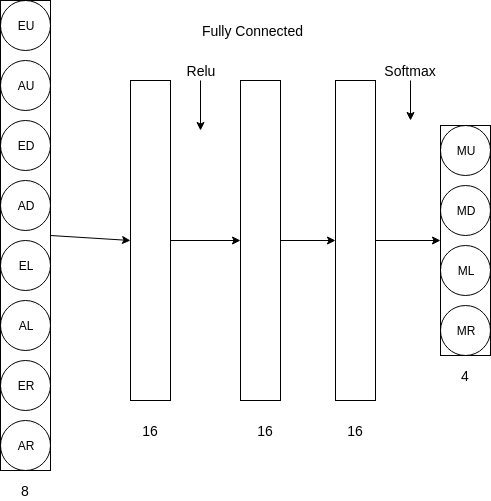 Fully Connected
Relu
Softmax
EU
AU
ED
AD
EL
AL
ER
AR
8
16
16
16
MU
MD
ML
MR
4